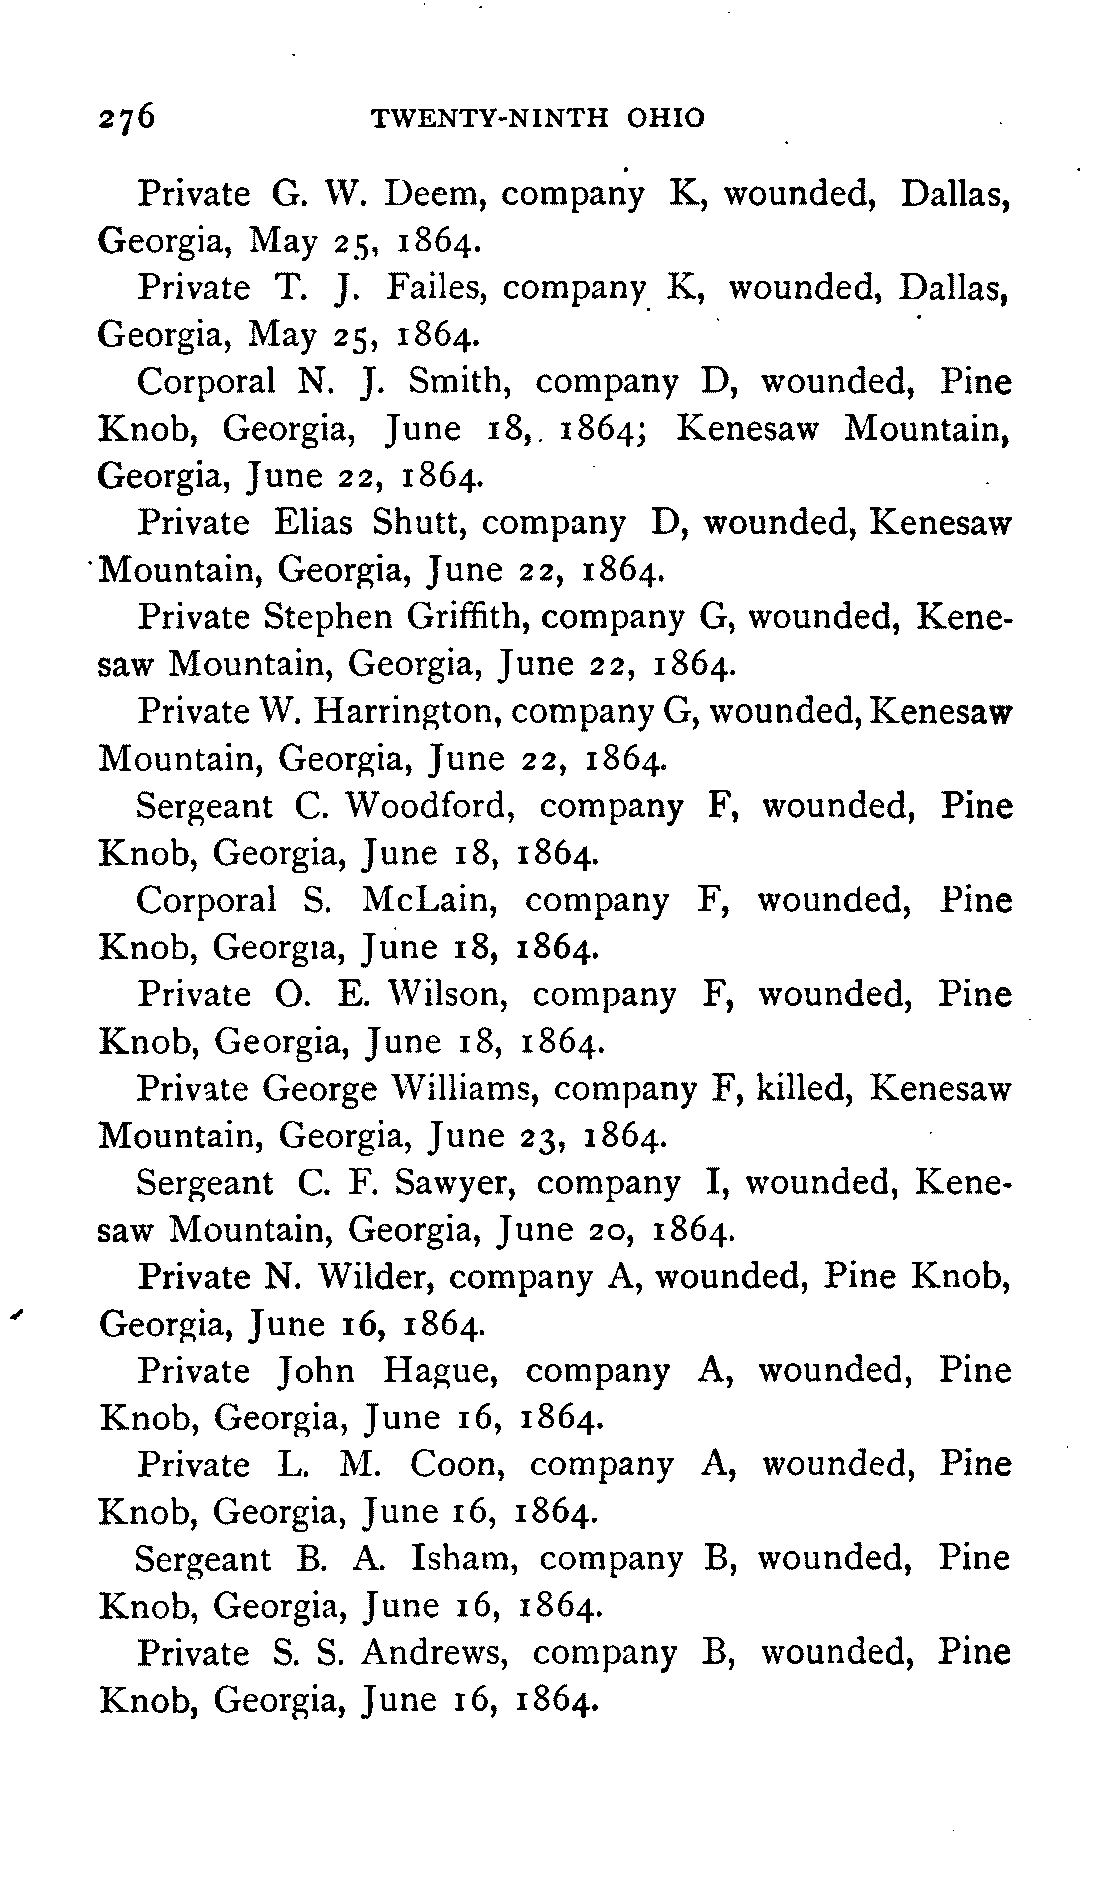 276 TWENTY-NINTH OHIO
Private G. W. Deem, company K, wounded, Dallas,
Georgia, May 25, 1864.
Private T. J. Failes, company K, wounded, Dallas,
Georgia, May 25, 1864.
Corporal N. J. Smith, company D, wounded, Pine
Knob, Georgia, June 18, 1864; Kenesaw Mountain,
Georgia, June 22, 1864.
Private Elias Shutt, company D, wounded, Kenesaw
Mountain, Georgia, June 22, 1864.
Private Stephen Griffith, company G, wounded, Kene-
saw Mountain, Georgia, June 22, 1864.
Private W. Harrington, company G, wounded, Kenesaw
Mountain, Georgia, June 22, 1864.
Sergeant C. Woodford, company F, wounded, Pine
Knob, Georgia, June 18, 1864.
Corporal S. McLain, company F, wounded, Pine
Knob, Georgia, June 18, 1864.
Private O. E. Wilson, company F, wounded, Pine
Knob, Georgia, June 18, 1864.
Private George Williams, company F, killed, Kenesaw
Mountain, Georgia, June 23, 1864.
Sergeant C. F. Sawyer, company I, wounded, Kene-
saw Mountain, Georgia, June 20, 1864.
Private N. Wilder, company A, wounded, Pine Knob,
Georgia, June 16, 1864.
Private John Hague, company A, wounded, Pine
Knob, Georgia, June 16, 1864.
Private L. M. Coon, company A, wounded, Pine
Knob, Georgia, June 16, 1864.
Sergeant B. A. Isham, company B, wounded, Pine
Knob, Georgia, June 16, 1864.
Private S. S. Andrews, company B, wounded, Pine
Knob, Georgia, June 16, 1864.